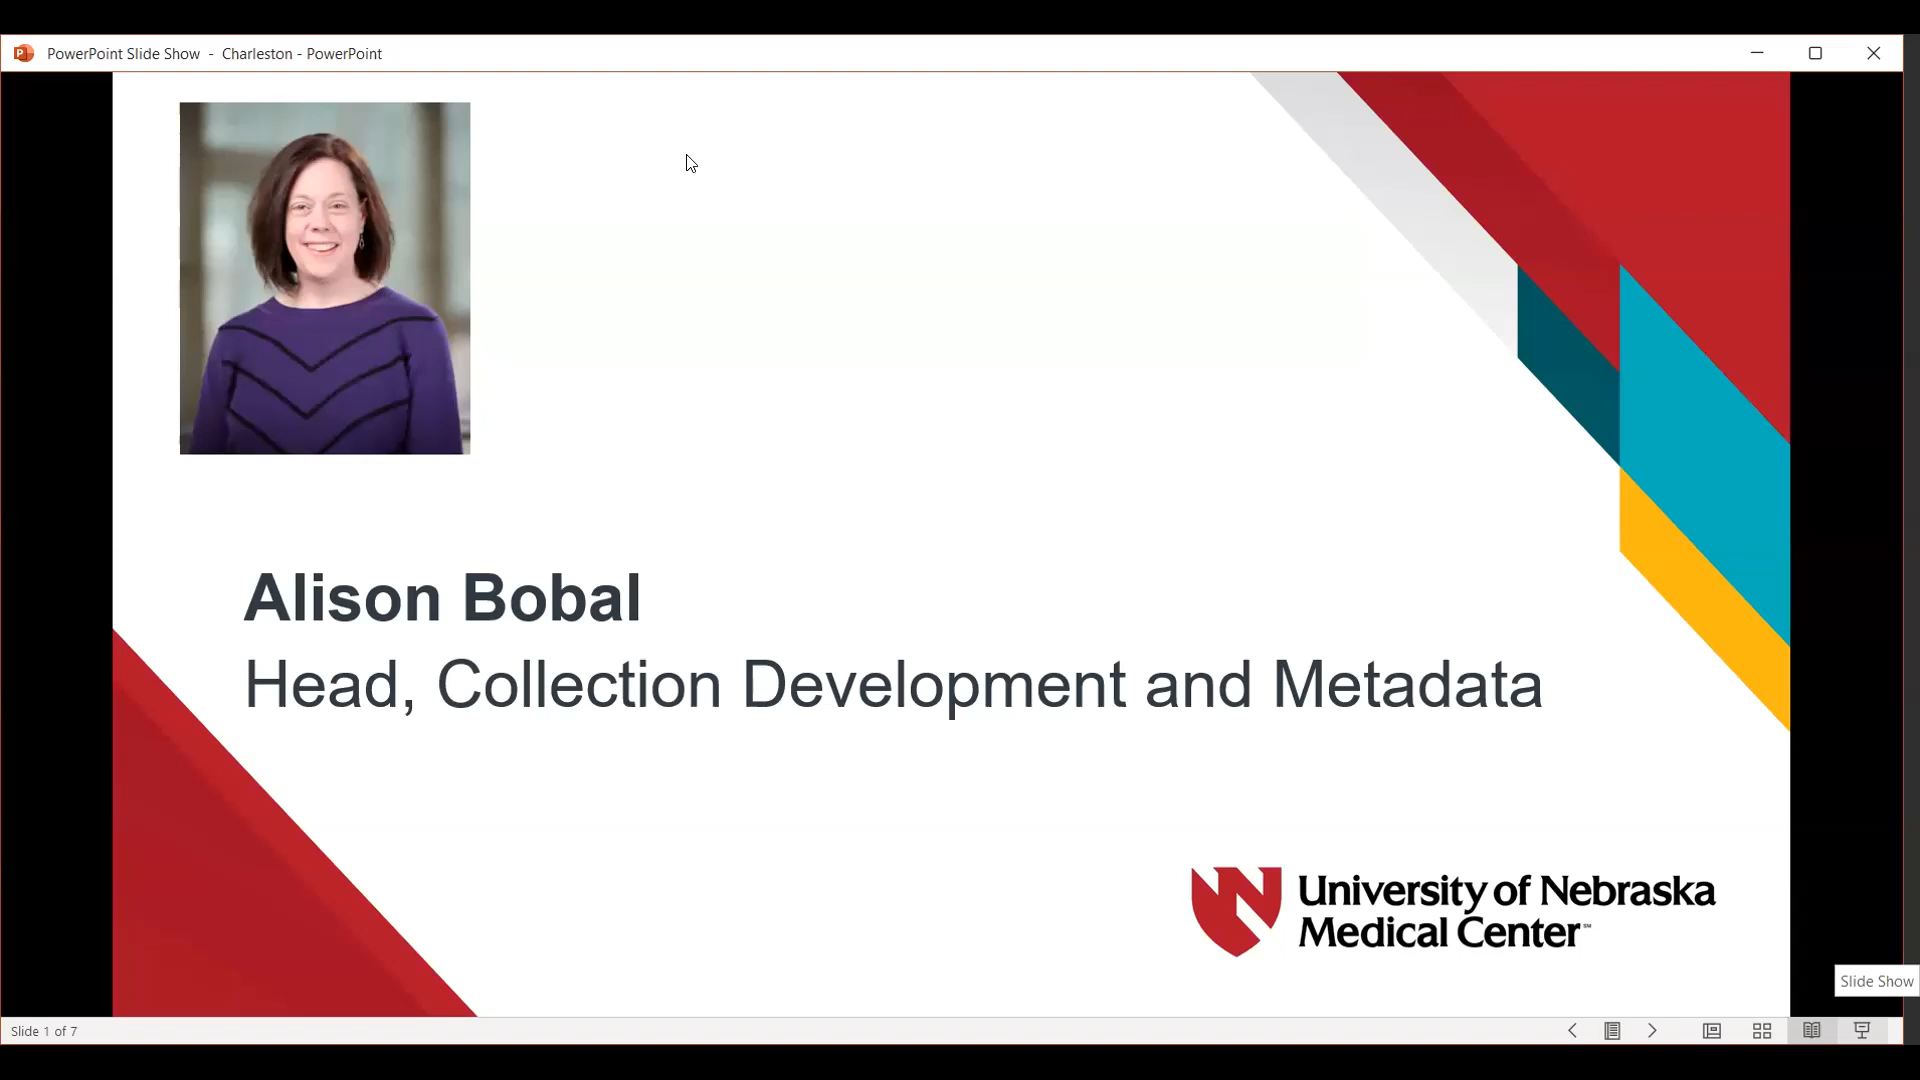 PowerPoint Slide Show - Charleston - PowerPoint
Alison Bobal
Head, Collection Development and Metadata
University of Nebraska
Medical Center™
Slide Show
Slide 1 of 7